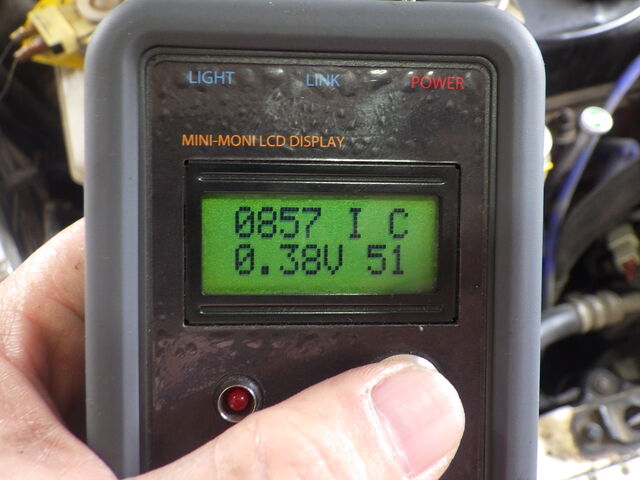 LIGHT LINK POWER
MINI-MONI LCD DISPLAY
0857 I C
0.38V 51